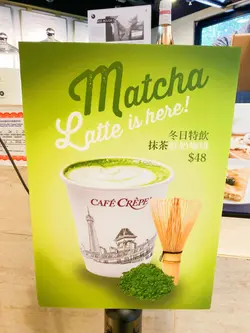 Matcha
Latte is here!
冬日特飲
抹茶
$48
CAFÉ CRÊPE